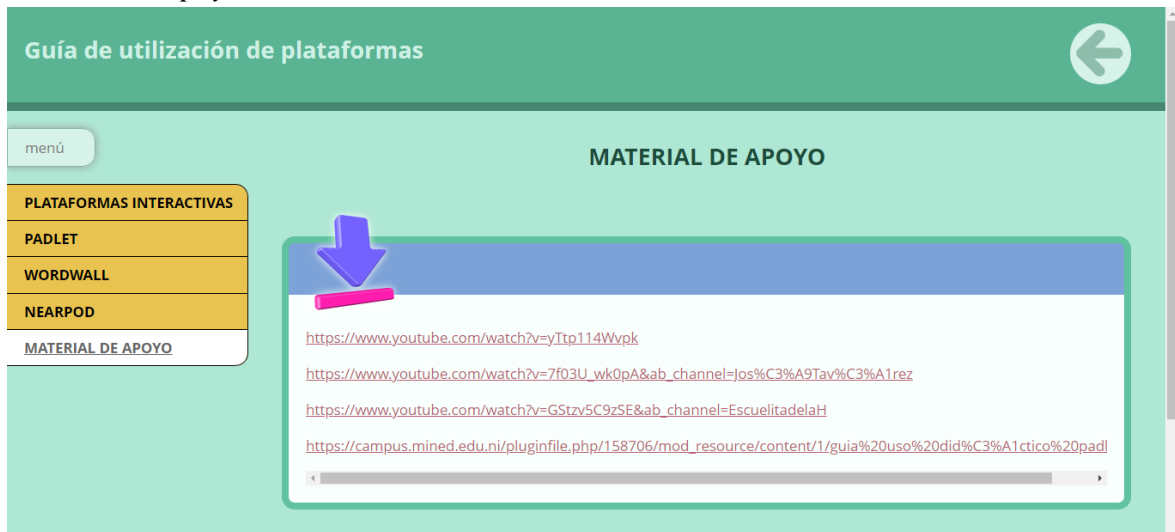 Guía de utilización de plataformas
menú
MATERIAL DE APOYO
PLATAFORMAS INTERACTIVAS
PADLET
WORDWALL
NEARPOD
MATERIAL DE APOYO
https://www.youtube.com/watch?v=yTtp114Wvpk
https://www.youtube.com/watch?v=7f03U_wk0pA&ab_channel=Jos%C3%A9Tav%C3%A1rez
https://www.youtube.com/watch?v=GStzv5C9zSE&ab_channel=EscuelitadelaH
https://campus.mined.edu.ni/pluginfile.php/158706/mod_resource/content/1/guia%20uso%20did%C3%A1ctico%20padl